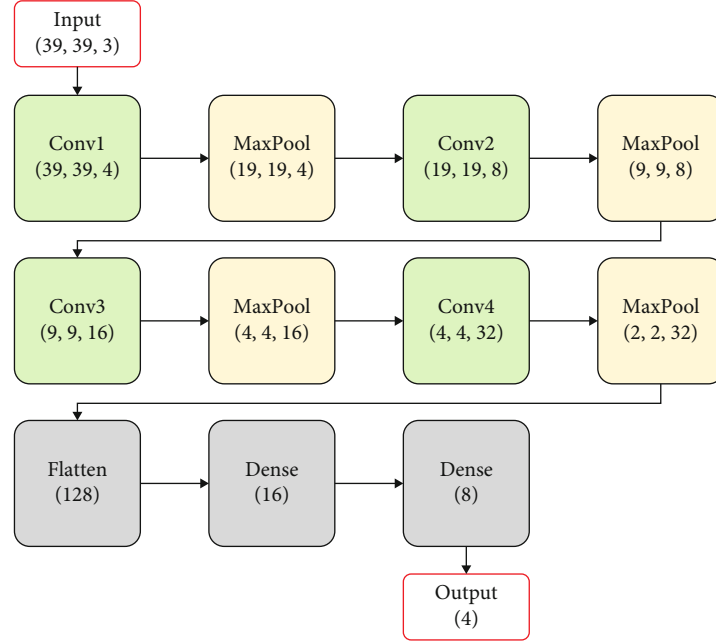 Input
(39, 39, 3)
Conv1
(39, 39, 4)
MaxPool
(19, 19, 4)
Conv2
(19, 19, 8)
MaxPool
(9, 9, 8)
Conv3
(9, 9, 16)
MaxPool
(4, 4, 16)
Conv4
(4, 4, 32)
MaxPool
(2, 2, 32)
Flatten
(128)
Dense
(16)
Dense
(8)
Output
(4)